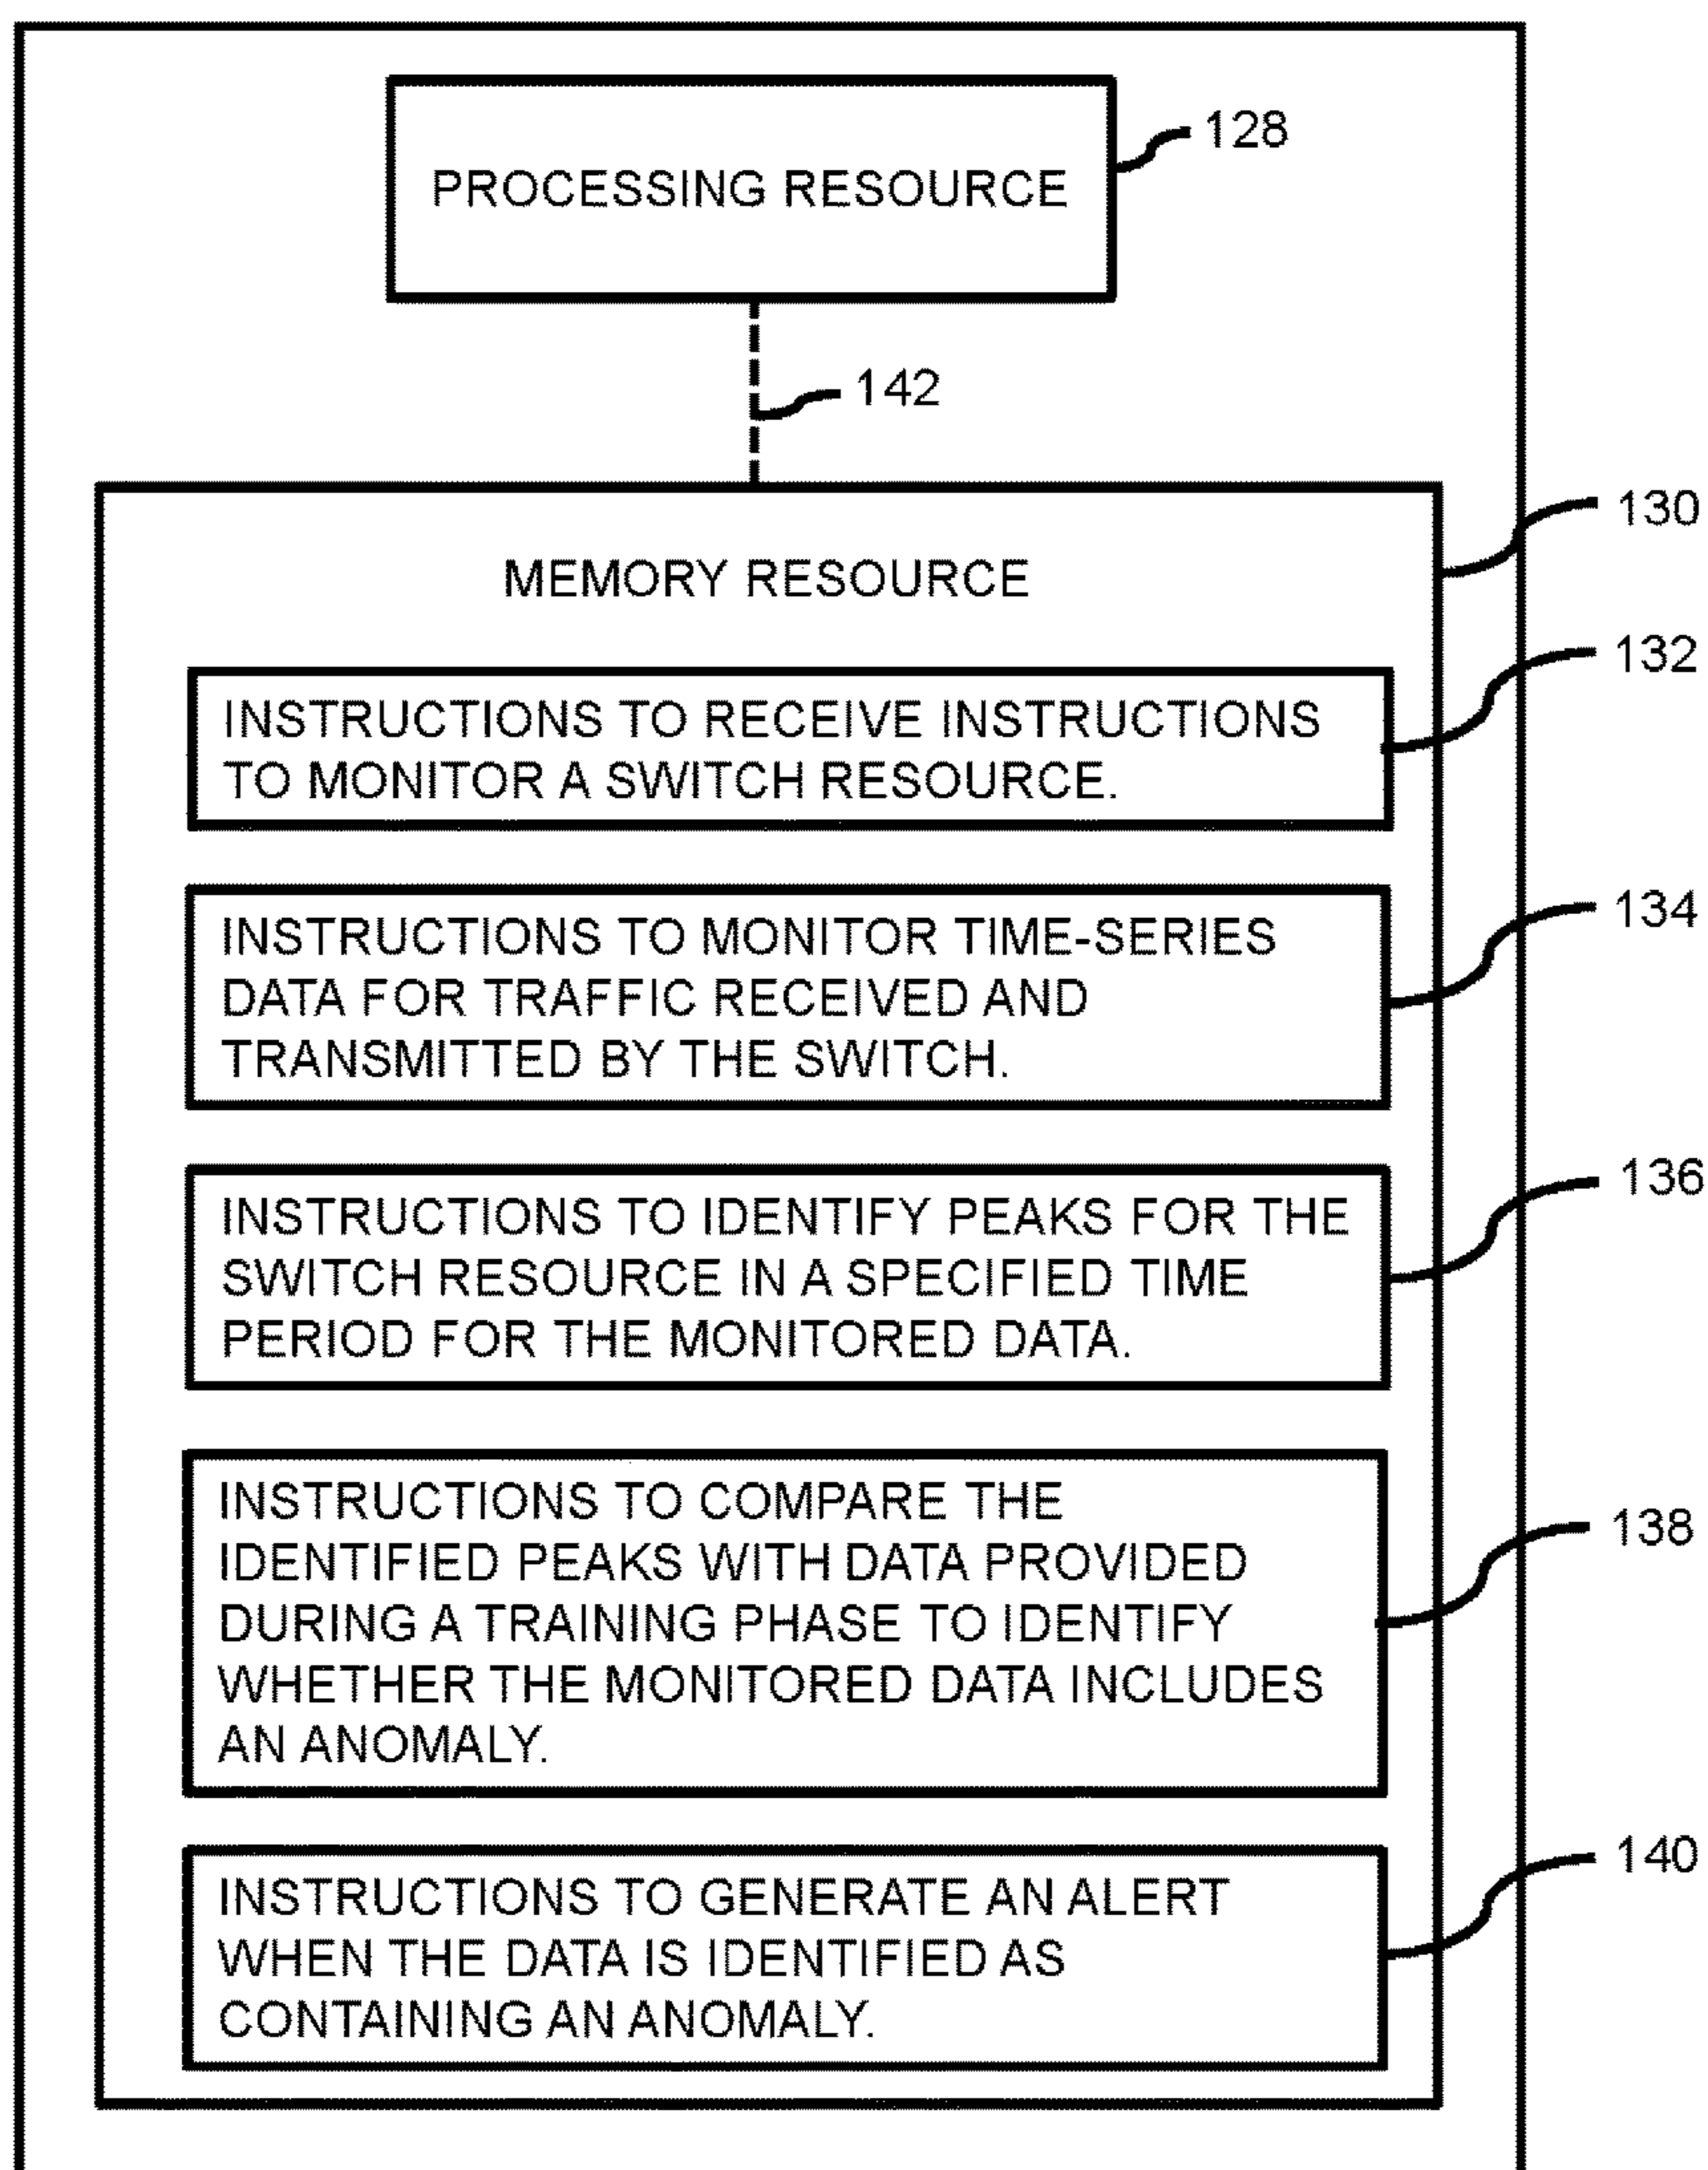 128
PROCESSING RESOURCE
142
130
MEMORY RESOURCE
132
INSTRUCTIONS TO RECEIVE INSTRUCTIONS
TO MONITOR A SWITCH RESOURCE.
134
INSTRUCTIONS TO MONITOR TIME-SERIES
DATA FOR TRAFFIC RECEIVED AND
TRANSMITTED BY THE SWITCH.
136
INSTRUCTIONS TO IDENTIFY PEAKS FOR THE
SWITCH RESOURCE IN A SPECIFIED TIME
PERIOD FOR THE MONITORED DATA.
138
INSTRUCTIONS TO COMPARE THE
IDENTIFIED PEAKS WITH DATA PROVIDED
DURING A TRAINING PHASE TO IDENTIFY
WHETHER THE MONITORED DATA INCLUDES
AN ANOMALY.
140
INSTRUCTIONS TO GENERATE AN ALERT
WHEN THE DATA IS IDENTIFIED AS
CONTAINING AN ANOMALY.